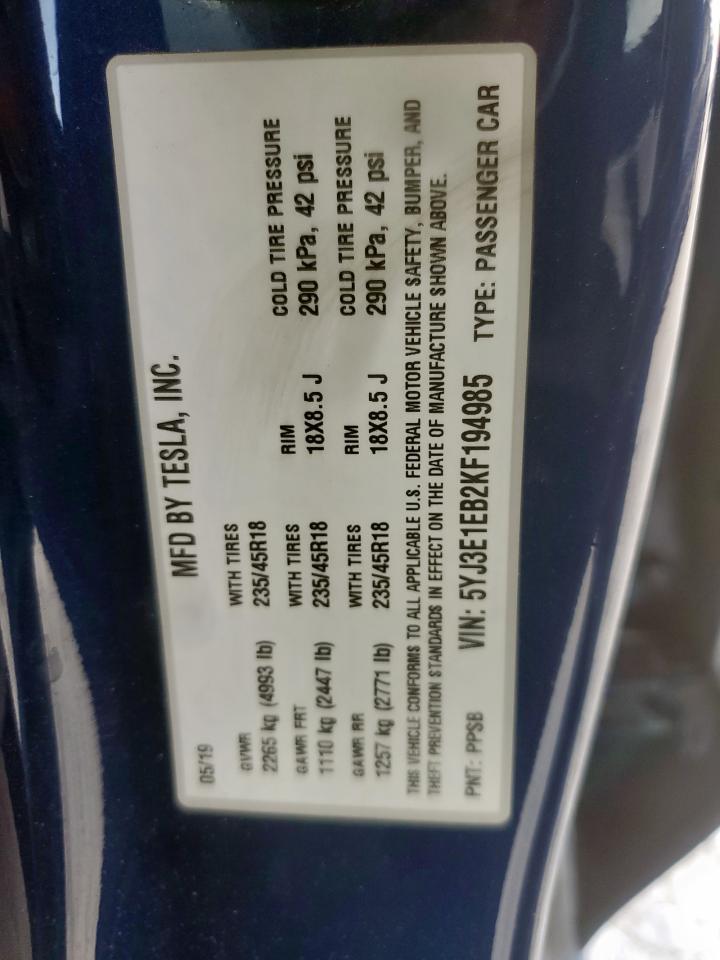 MFD BY TESLA, INC.
05/19
GVWR WITH TIRES
2265 kg (4993 lb) 235/45R18
GAWR FRT WITH TIRES RIM COLD TIRE PRESSURE
1110 kg (2447 lb) 235/45R18 18X8.5 J 290 kPa, 42 psi
GAWR RR WITH TIRES RIM COLD TIRE PRESSURE
1257 kg (2771 lb) 235/45R18 18X8.5 J 290 kPa, 42 psi
THIS VEHICLE CONFORMS TO ALL APPLICABLE U.S. FEDERAL MOTOR VEHICLE SAFETY, BUMPER, AND
THEFT PREVENTION STANDARDS IN EFFECT ON THE DATE OF MANUFACTURE SHOWN ABOVE.
PNT: PPSB VIN: 5YJ3E1EB2KF194985 TYPE: PASSENGER CAR